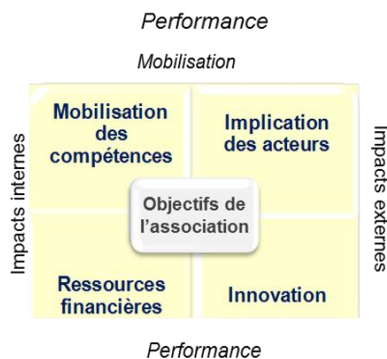 Performance
Mobilisation
Mobilisation
des
compétences
Implication
des acteurs
Impacts internes
Impacts externes
Objectifs de
l'association
Ressources
financières
Innovation
Performance